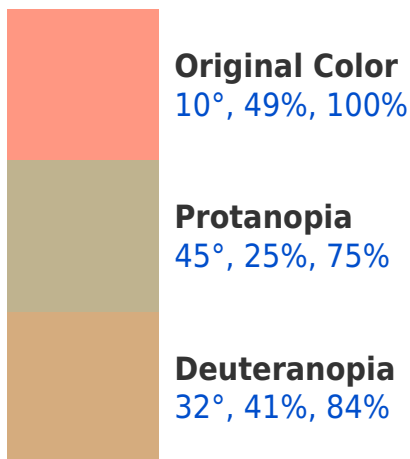 Original Color
10°, 49%, 100%
Protanopia
45°, 25%, 75%
Deuteranopia
32°, 41%, 84%